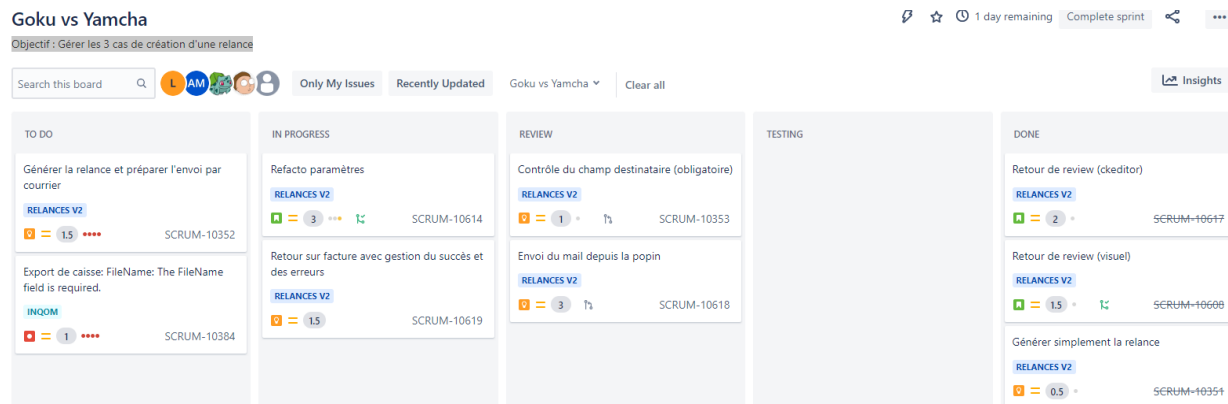 Goku vs Yamcha
1 day remaining
Complete sprint
Objectif : Gérer les 3 cas de création d'une relance
Search this board
L
AM
Only My Issues
Recently Updated
Goku vs Yamcha
Clear all
Insights
TO DO
Générer la relance et préparer l'envoi par
courrier
RELANCES V2
1.5
SCRUM-10352
Export de caisse: FileName: The FileName
field is required.
INQOM
1
SCRUM-10384
IN PROGRESS
Refacto paramètres
RELANCES V2
3
SCRUM-10614
Retour sur facture avec gestion du succès et
des erreurs
RELANCES V2
1.5
SCRUM-10619
REVIEW
Contrôle du champ destinataire (obligatoire)
RELANCES V2
1
SCRUM-10353
Envoi du mail depuis la popin
RELANCES V2
3
SCRUM-10618
TESTING
DONE
Retour de review (ckeditor)
RELANCES V2
2
SCRUM-10617
Retour de review (visuel)
RELANCES V2
1.5
SCRUM-10608
Générer simplement la relance
RELANCES V2
0.5
SCRUM-10351